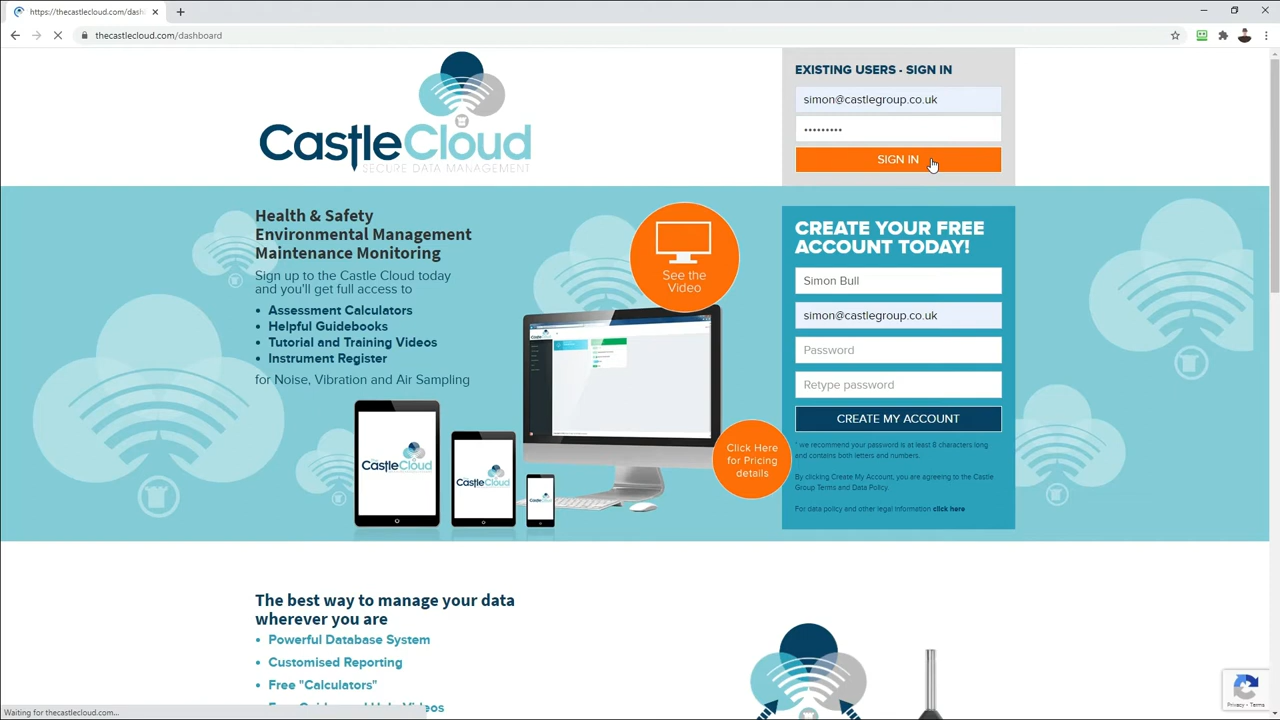 https://thecastlecloud.com/dash
thecastlecloud.com/dashboard
CastleCloud
SECURE DATA MANAGEMENT
EXISTING USERS - SIGN IN
simon@castlegroup.co.uk
•••••••••
SIGN IN
Health & Safety
Environmental Management
Maintenance Monitoring
Sign up to the Castle Cloud today
and you'll get full access to
• Assessment Calculators
• Helpful Guidebooks
• Tutorial and Training Videos
• Instrument Register
for Noise, Vibration and Air Sampling
See the
Video
Click Here
for Pricing
details
CastleCloud
CastleCloud
CastleCloud
CREATE YOUR FREE
ACCOUNT TODAY!
Simon Bull
simon@castlegroup.co.uk
Password
Retype password
CREATE MY ACCOUNT
* we recommend your password is at least 8 characters long
and contains both letters and numbers.
By clicking Create My Account, you are agreeing to the Castle
Group Terms and Data Policy.
For data policy and other legal information click here
The best way to manage your data
wherever you are
• Powerful Database System
• Customised Reporting
• Free "Calculators"
Privacy - Terms
Waiting for thecastlecloud.com...